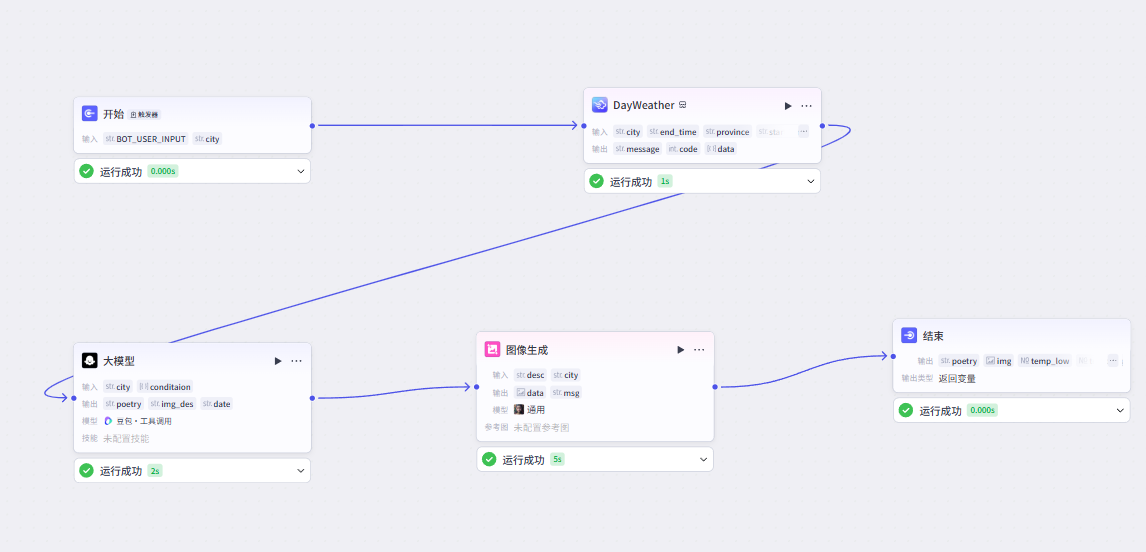 开始 触发器
输入 str. BOT_USER_INPUT str. city
运行成功 0.000s
DayWeather
输入 str. city str. end_time str. province str. star ...
输出 str. message int. code [{}] data
运行成功 1s
大模型 ...
输入 str. city [{}] conditaion
输出 str. poetry str. img_des str. date
模型 豆包·工具调用
技能 未配置技能
运行成功 2s
图像生成 ...
输入 str. desc str. city
输出 data str. msg
模型 通用
参考图 未配置参考图
运行成功 5s
结束
输出 str. poetry img temp_low ...
输出类型 返回变量
运行成功 0.000s